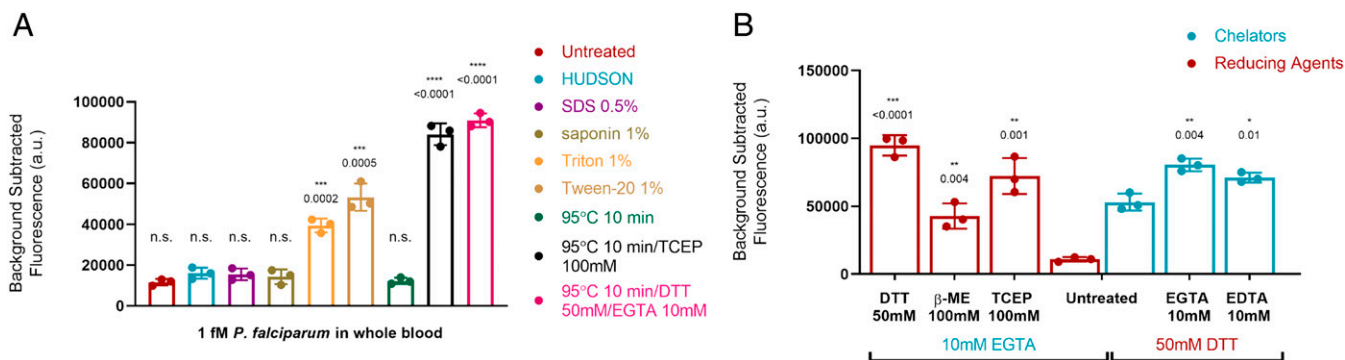 A
Background Subtracted
Fluorescence (a.u.)
100000
80000
60000
40000
20000
0
n.s.
n.s.
n.s.
n.s.
***
0.0002
***
0.0005
n.s.
****
<0.0001
****
<0.0001
1 fM P. falciparum in whole blood
Untreated
HUDSON
SDS 0.5%
saponin 1%
Triton 1%
Tween-20 1%
95°C 10 min
95°C 10 min/TCEP
100mM
95°C 10 min/DTT
50mM/EGTA 10mM
B
Chelators
Reducing Agents
Background Subtracted
Fluorescence (a.u.)
150000
100000
50000
0
***
<0.0001
**
0.004
**
0.001
**
0.004
*
0.01
DTT
50mM
β-ME
100mM
TCEP
100mM
Untreated
EGTA
10mM
EDTA
10mM
10mM EGTA
50mM DTT